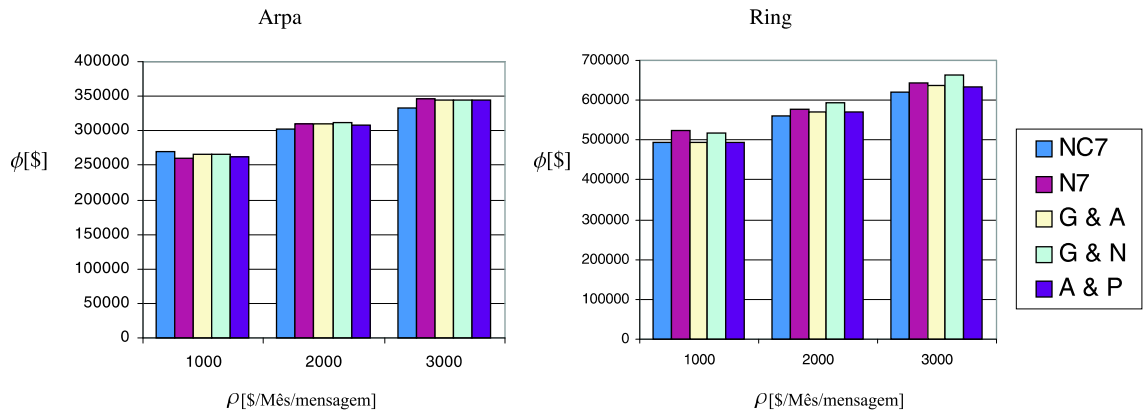 Arpa
400000
350000
300000
250000
200000
150000
100000
50000
0
ϕ[$]
1000 2000 3000
ρ[$/Mês/mensagem]
Ring
700000
600000
500000
400000
300000
200000
100000
0
ϕ[$]
1000 2000 3000
ρ[$/Mês/mensagem]
NC7
N7
G & A
G & N
A & P